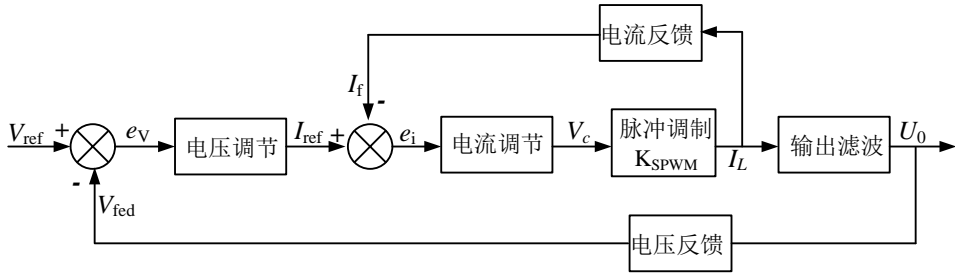 电流反馈
I_f
-
V_ref
+
e_V
电压调节
I_ref
+
e_i
电流调节
V_c
脉冲调制
K_SPWM
I_L
输出滤波
U_0
-
V_fed
电压反馈